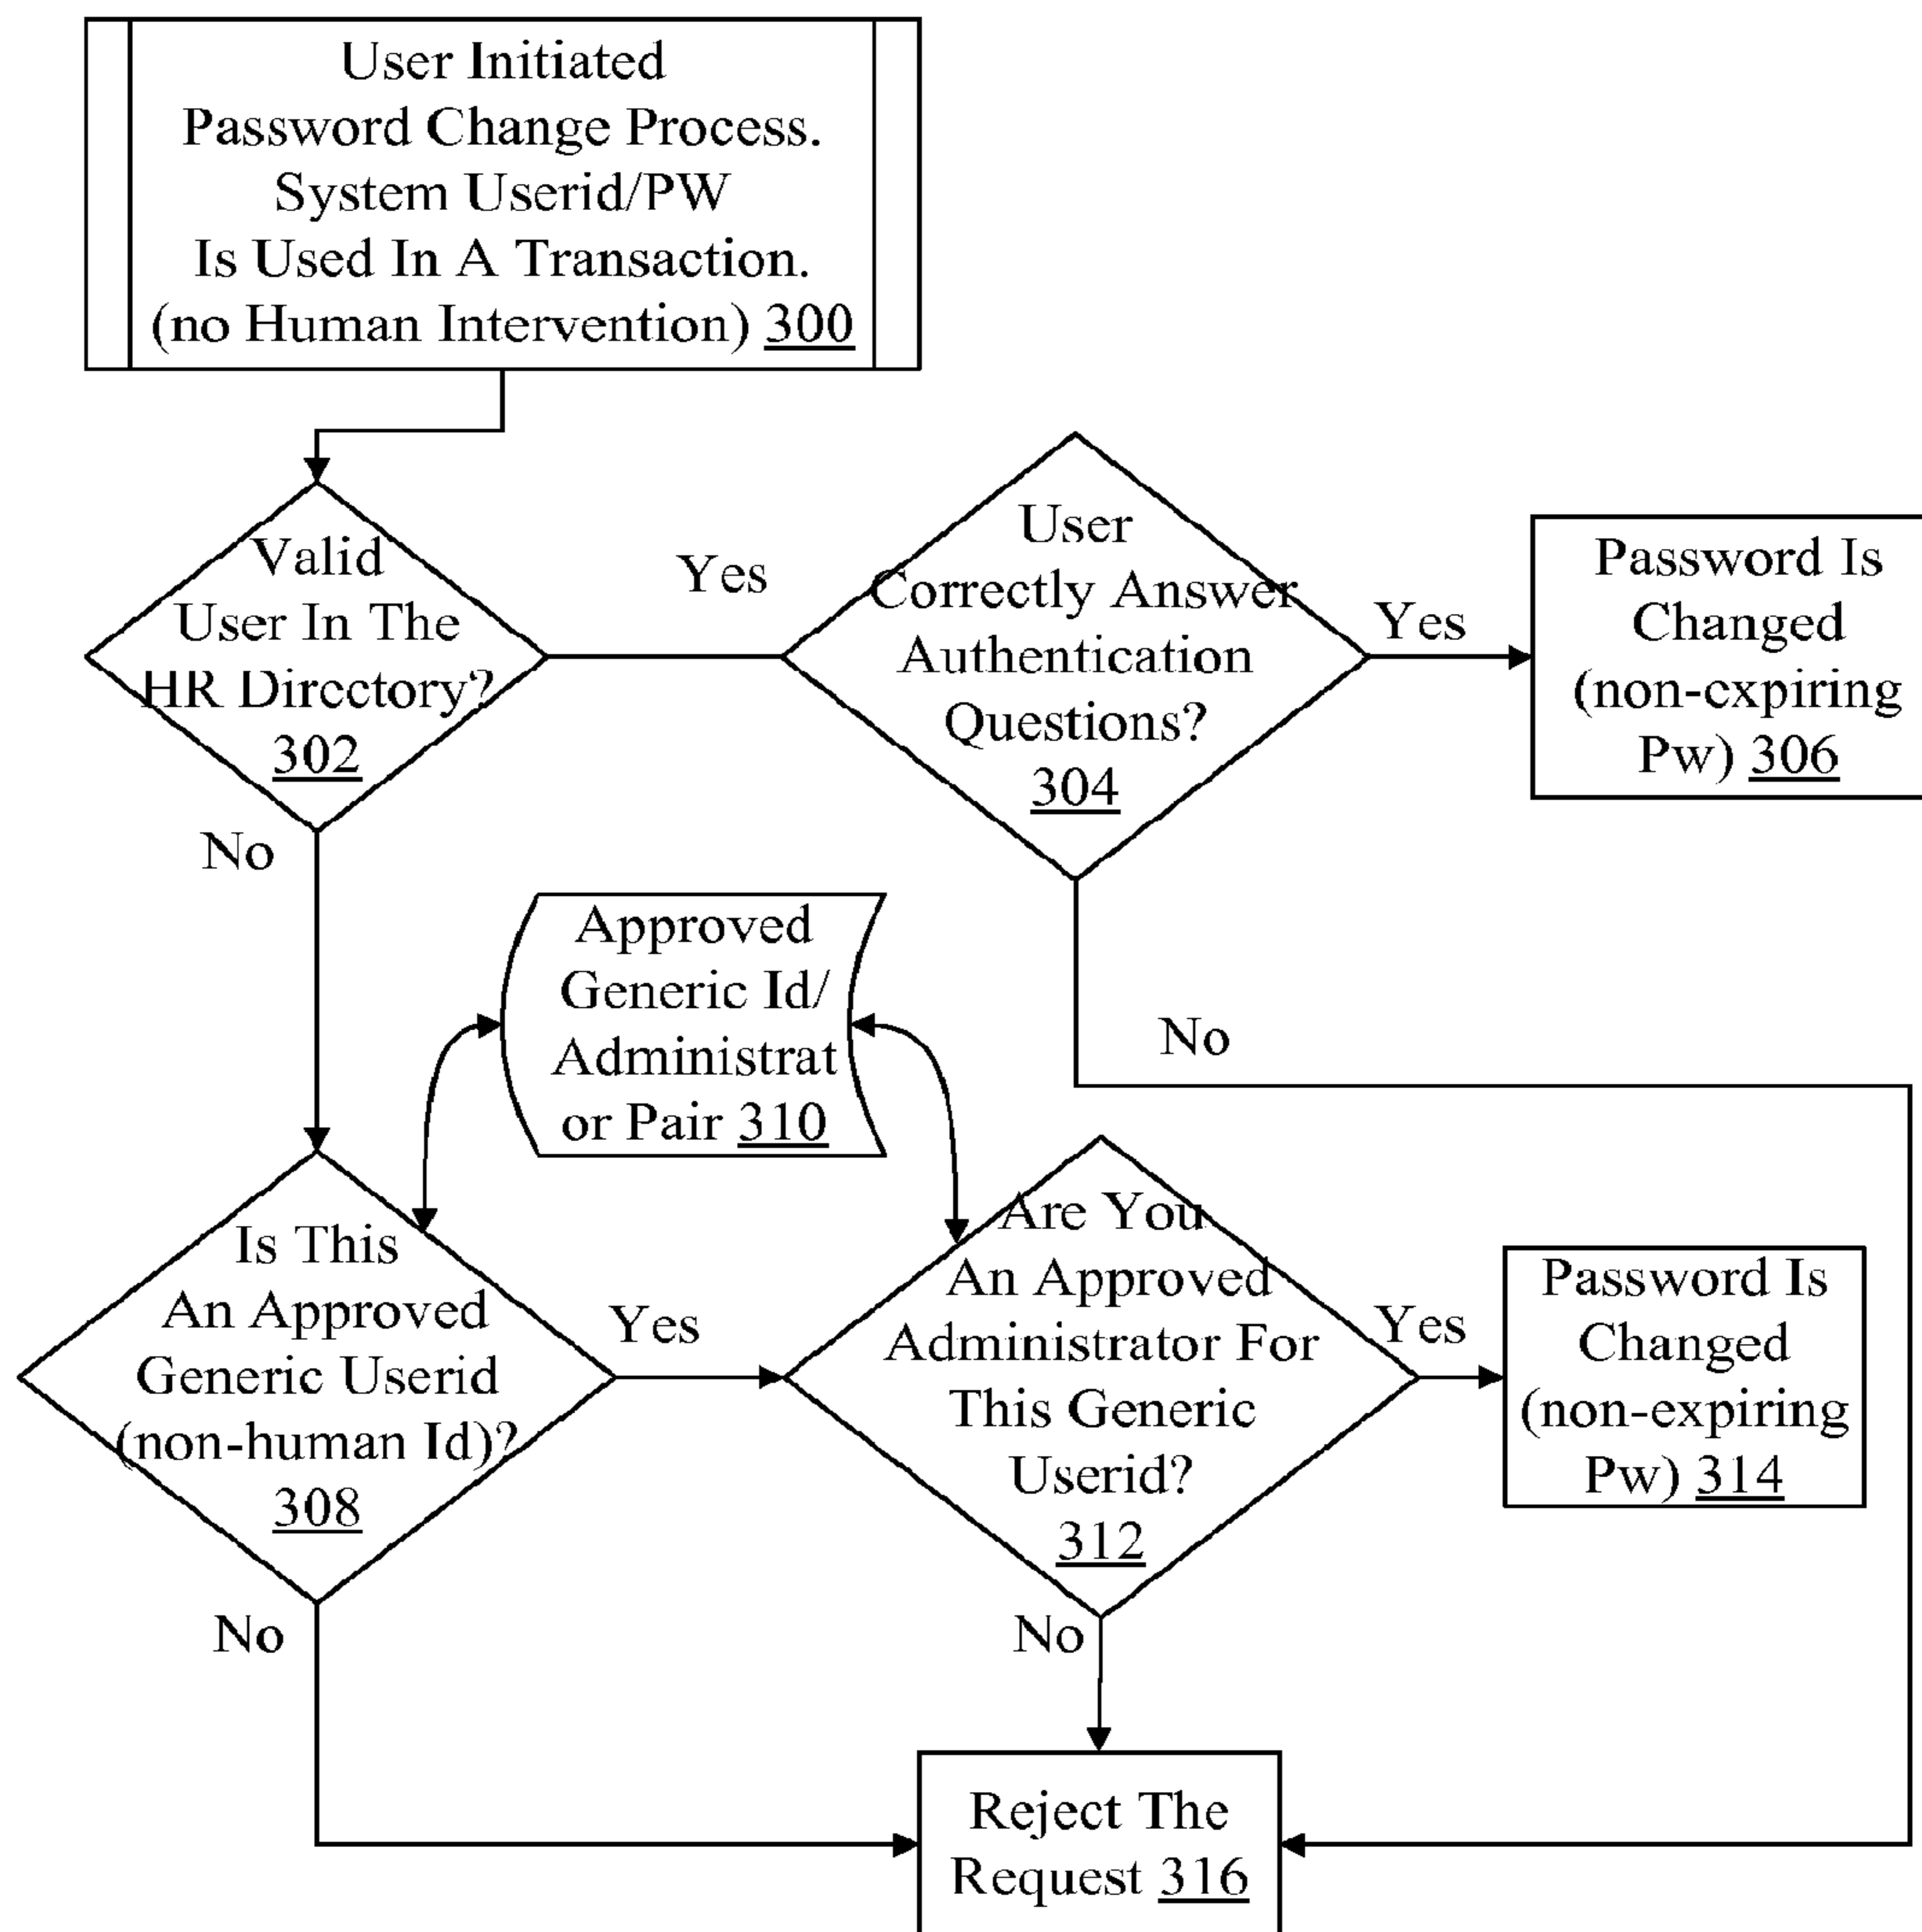 User Initiated
Password Change Process.
System Userid/PW
Is Used In A Transaction.
(no Human Intervention) 300
Valid
User In The
HR Directory?
302
Yes
User
Correctly Answer
Authentication
Questions?
304
Yes
Password Is
Changed
(non-expiring
Pw) 306
No
Approved
Generic Id/
Administrat
or Pair 310
No
Is This
An Approved
Generic Userid
(non-human Id)?
308
Yes
Are You
An Approved
Administrator For
This Generic
Userid?
312
Yes
Password Is
Changed
(non-expiring
Pw) 314
No
No
Reject The
Request 316